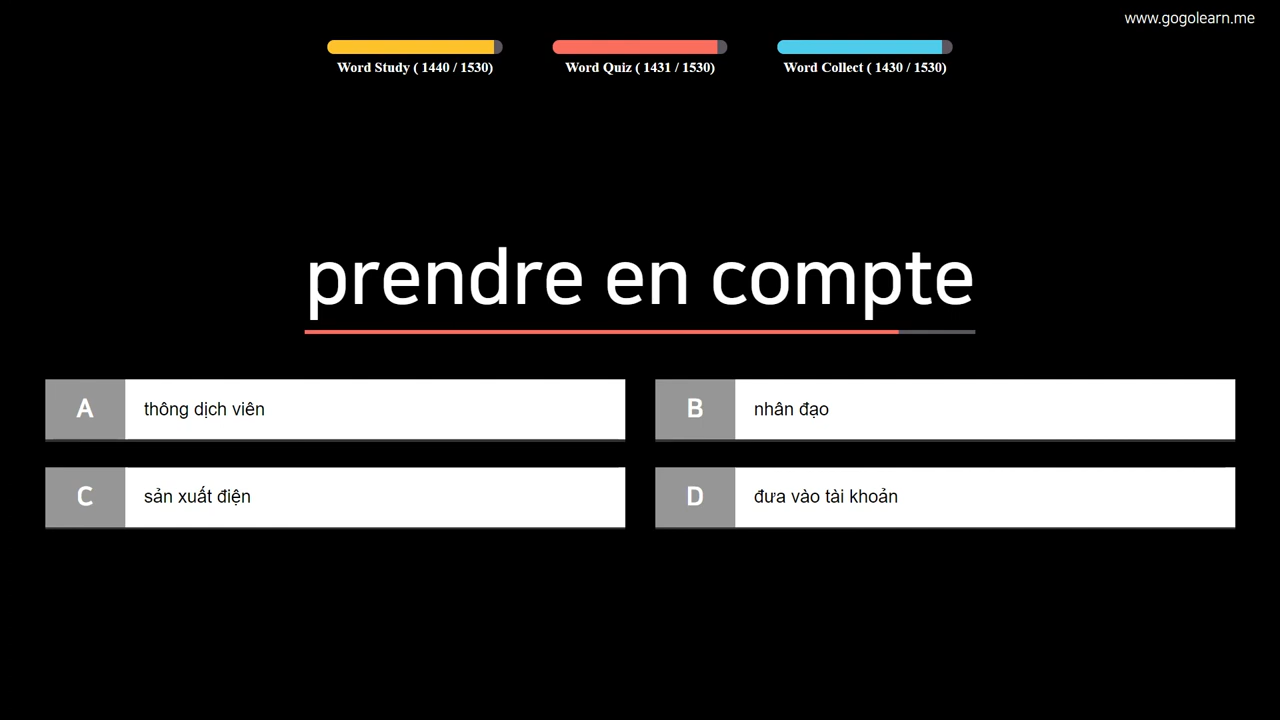 www.gogolearn.me
Word Study ( 1440 / 1530)
Word Quiz ( 1431 / 1530)
Word Collect ( 1430 / 1530)
prendre en compte
A thông dịch viên
B nhân đạo
C sản xuất điện
D đưa vào tài khoản